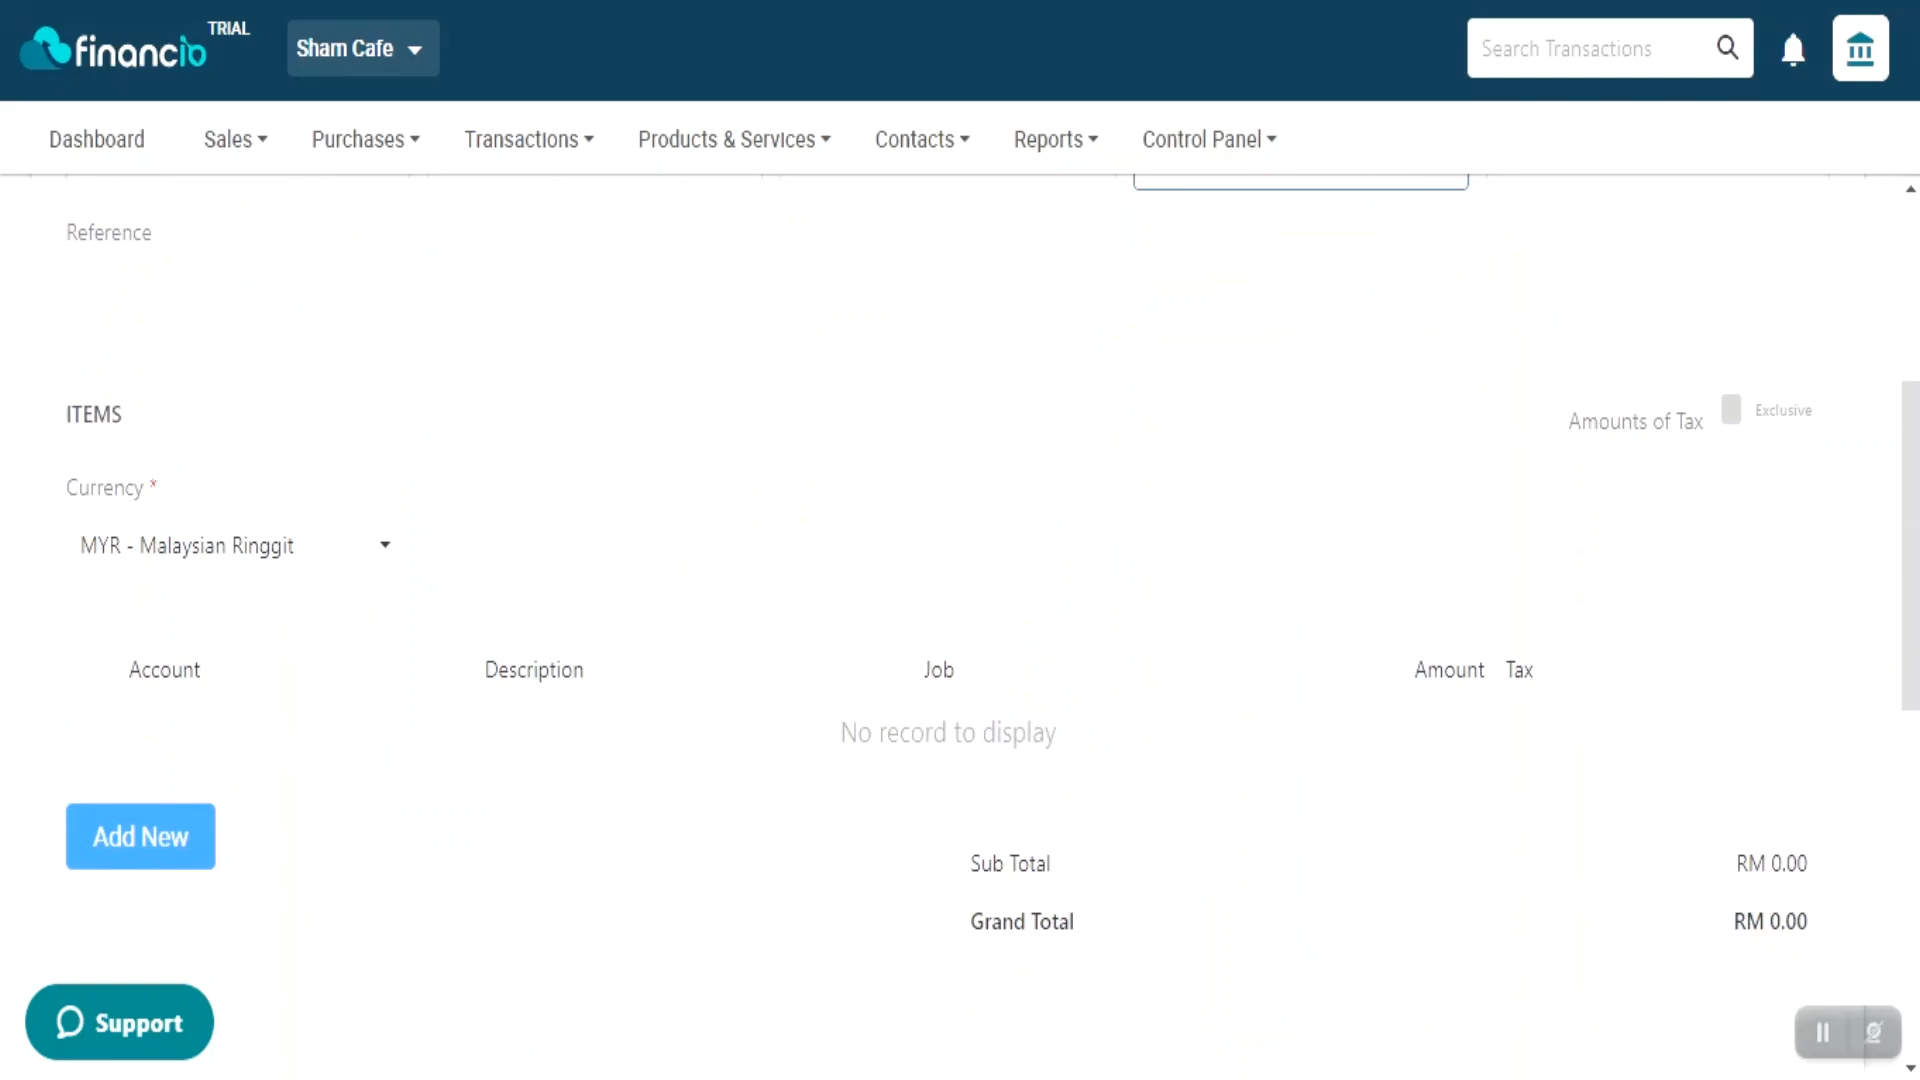 financio TRIAL
Sham Cafe
Search Transactions
Dashboard Sales Purchases Transactions Products & Services Contacts Reports Control Panel
Reference
ITEMS
Amounts of Tax Exclusive
Currency *
MYR - Malaysian Ringgit
Account Description Job Amount Tax
No record to display
Add New
Sub Total RM 0.00
Grand Total RM 0.00
Support